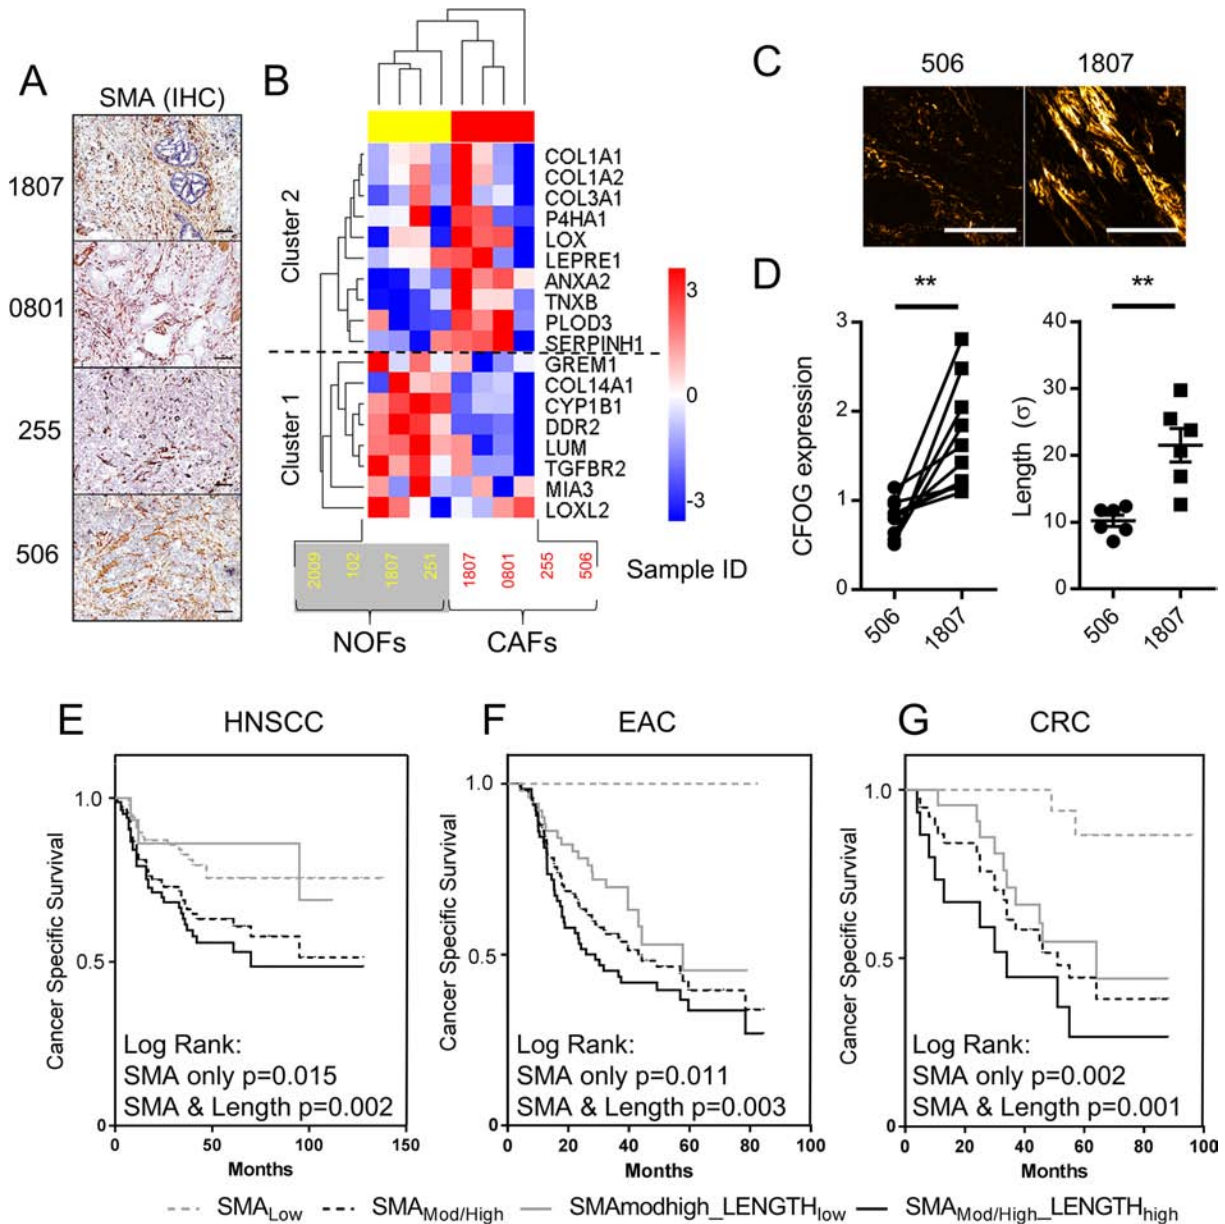 A
SMA (IHC)
1807
0801
255
506
B
Cluster 2
Cluster 1
COL1A1
COL1A2
COL3A1
P4HA1
LOX
LEPRE1
ANXA2
TNXB
PLOD3
SERPINH1
GREM1
COL14A1
CYP1B1
DDR2
LUM
TGFBR2
MIA3
LOXL2
3
0
-3
2009 102 1807 251 1807 0801 255 506 Sample ID
NOFs CAFs
C
506 1807
D
**
CFOG expression
3
2
1
0
506 1807
**
Length (σ)
40
30
20
10
0
506 1807
E HNSCC
Cancer Specific Survival
1.0
0.5
0
Log Rank:
SMA only p=0.015
SMA & Length p=0.002
0 50 100 150
Months
F EAC
Cancer Specific Survival
1.0
0.5
0
Log Rank:
SMA only p=0.011
SMA & Length p=0.003
0 20 40 60 80 100
Months
G CRC
Cancer Specific Survival
1.0
0.5
0
Log Rank:
SMA only p=0.002
SMA & Length p=0.001
0 20 40 60 80 100
Months
SMALow SMAMod/High SMAmodhigh_LENGTHlow SMAMod/High_LENGTHhigh